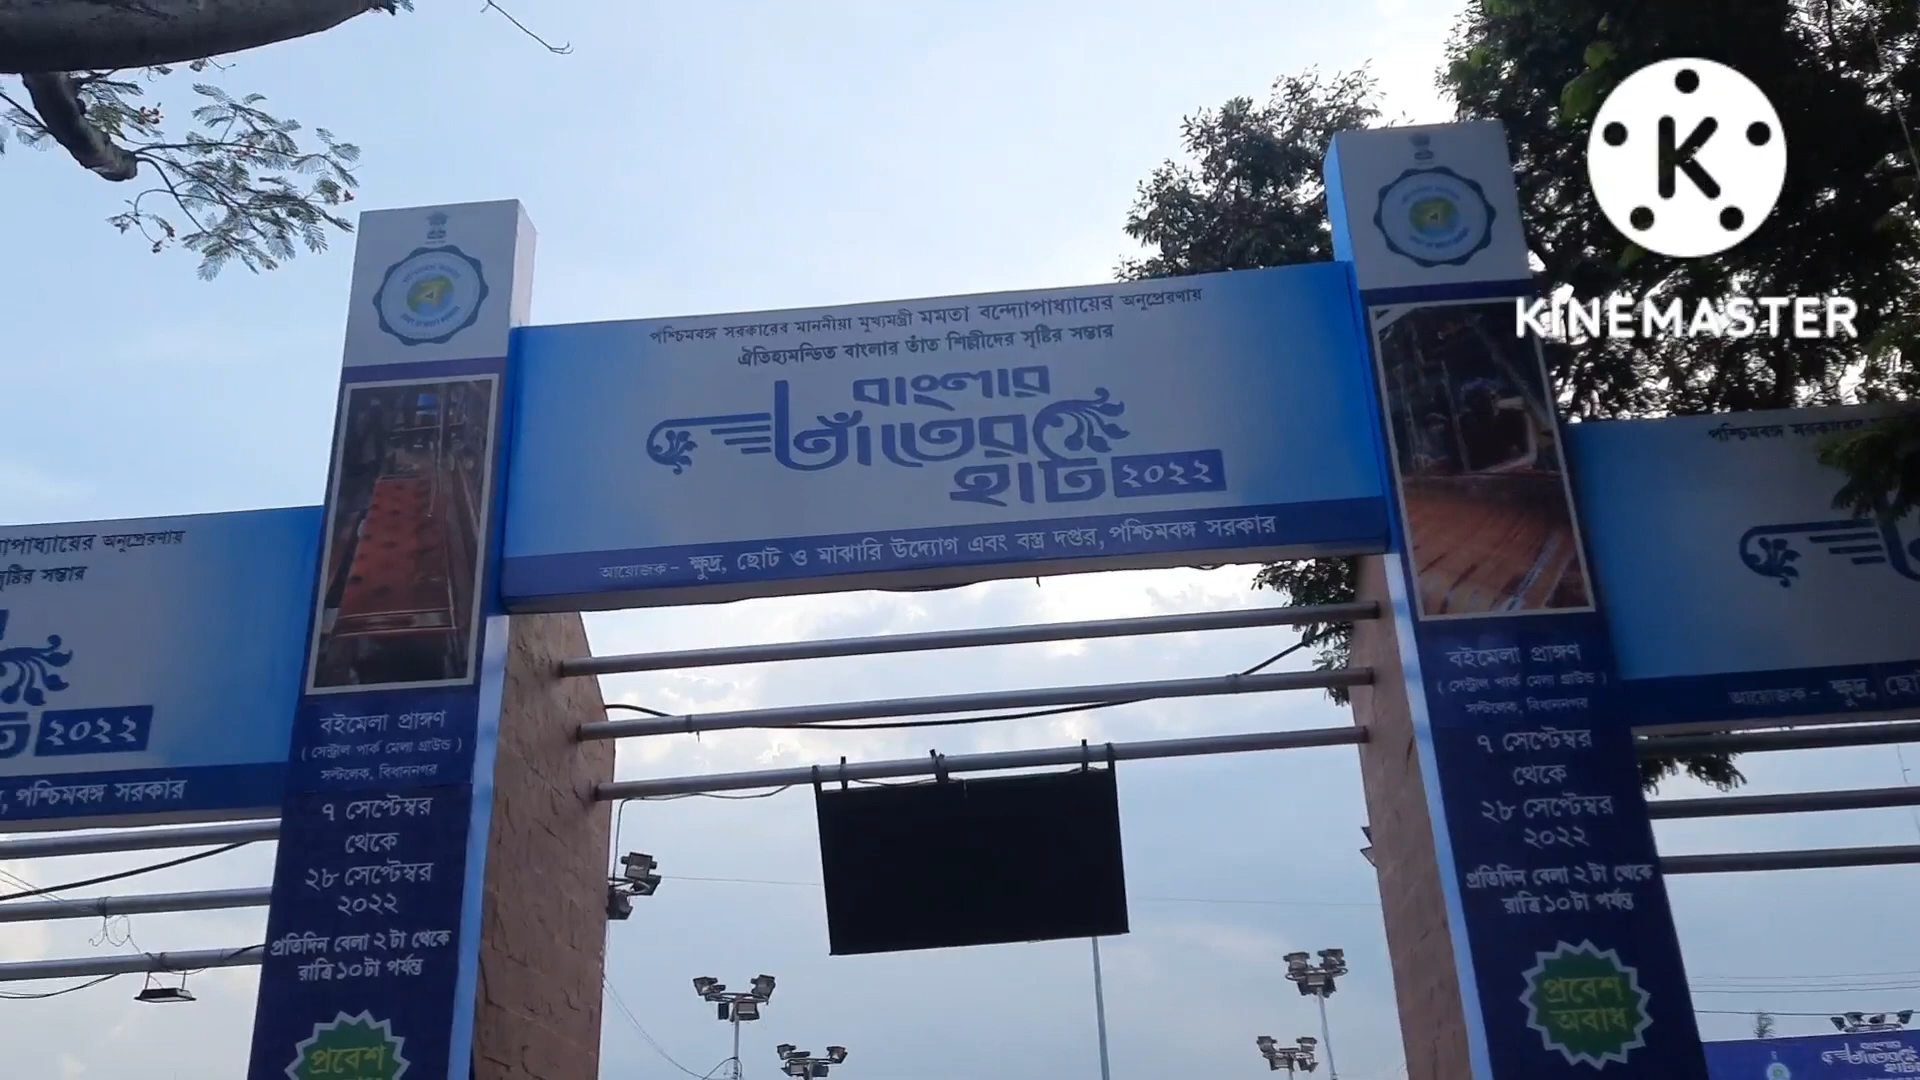 KINEMASTER
পশ্চিমবঙ্গ সরকারের মাননীয়া মুখ্যমন্ত্রী মমতা বন্দ্যোপাধ্যায়ের অনুপ্রেরণায়
ঐতিহ্যমন্ডিত বাংলার তাঁত শিল্পীদের সৃষ্টির সম্ভার
বাংলার
তাঁতের
হাট ২০২২
আয়োজক - ক্ষুদ্র, ছোট ও মাঝারি উদ্যোগ এবং বস্ত্র দপ্তর, পশ্চিমবঙ্গ সরকার
অনুপ্রেরণায়
সৃষ্টির সম্ভার
২০২২
পশ্চিমবঙ্গ সরকার
বইমেলা প্রাঙ্গণ
( সেন্ট্রাল পার্ক মেলা গ্রাউন্ড )
সল্টলেক, বিধাননগর
৭ সেপ্টেম্বর
থেকে
২৮ সেপ্টেম্বর
২০২২
প্রতিদিন বেলা ২ টা থেকে
রাত্রি ১০টা পর্যন্ত
প্রবেশ
বইমেলা প্রাঙ্গণ
( সেন্ট্রাল পার্ক মেলা গ্রাউন্ড )
সল্টলেক, বিধাননগর
৭ সেপ্টেম্বর
থেকে
২৮ সেপ্টেম্বর
২০২২
প্রতিদিন বেলা ২ টা থেকে
রাত্রি ১০টা পর্যন্ত
প্রবেশ
অবাধ
পশ্চিমবঙ্গ
আয়োজক - ক্ষুদ্র,
বাংলার
তাঁতের
হাট